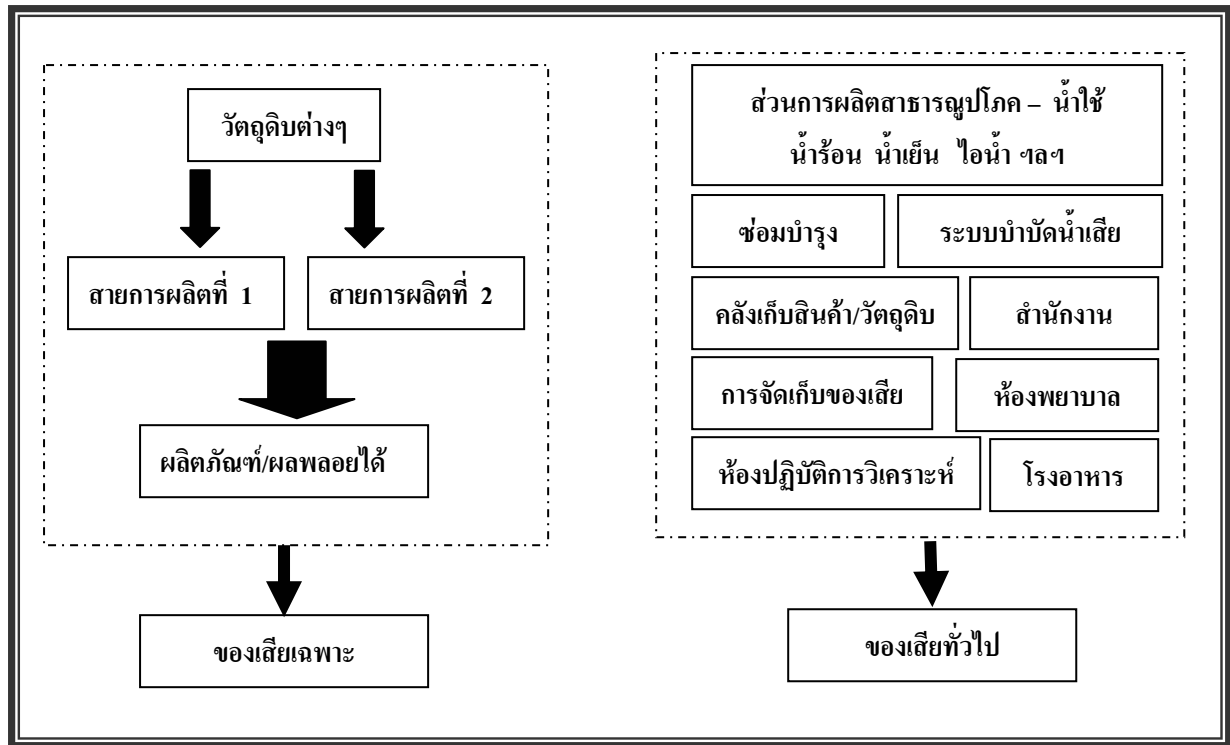 วัตถุดิบต่างๆ
สายการผลิตที่ 1
สายการผลิตที่ 2
ผลิตภัณฑ์/ผลพลอยได้
ของเสียเฉพาะ
ส่วนการผลิตสาธารณูปโภค – น้ำใช้
น้ำร้อน น้ำเย็น ไอน้ำ ฯลฯ
ซ่อมบำรุง
ระบบบำบัดน้ำเสีย
คลังเก็บสินค้า/วัตถุดิบ
สำนักงาน
การจัดเก็บของเสีย
ห้องพยาบาล
ห้องปฏิบัติการวิเคราะห์
โรงอาหาร
ของเสียทั่วไป